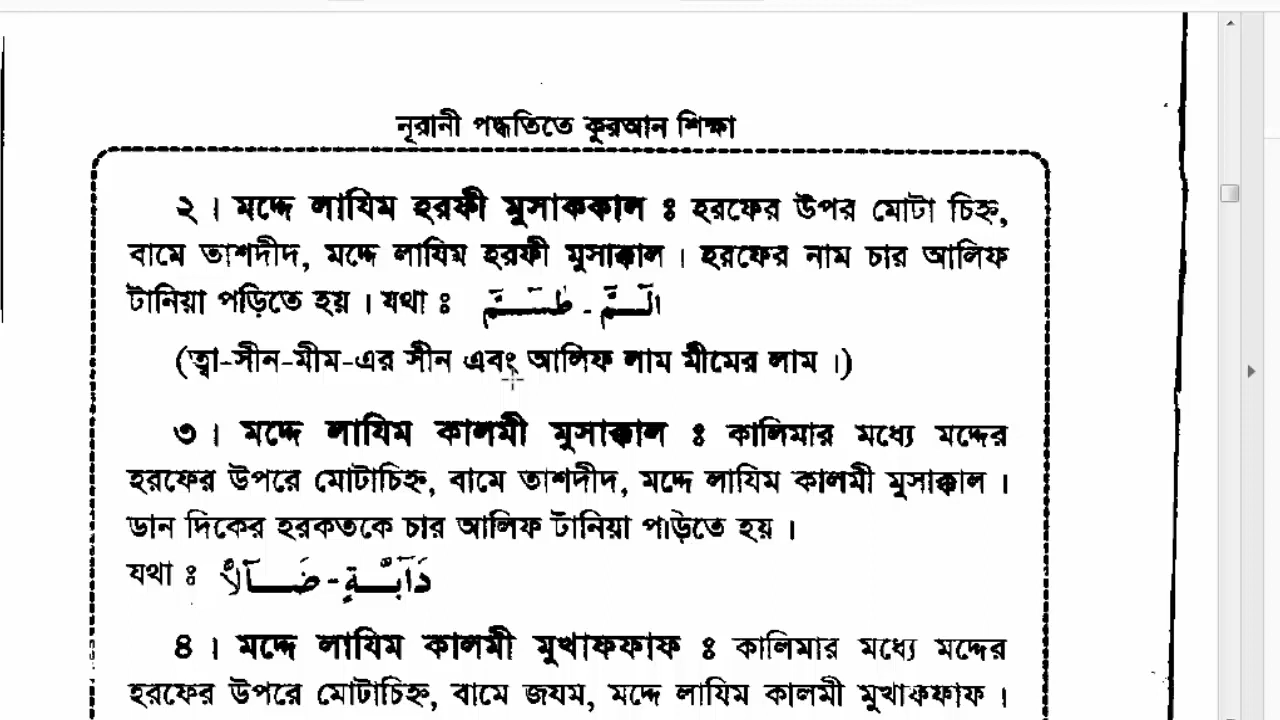 নূরানী পদ্ধতিতে কুরআন শিক্ষা
২। মদ্দে লাযিম হরফী মুসাককাল ঃ হরফের উপর মোটা চিহ্ন,
বামে তাশদীদ, মদ্দে লাযিম হরফী মুসাক্কাল। হরফের নাম চার আলিফ
টানিয়া পড়িতে হয়। যথা ঃ الٓمّٓ - طٰسٓمّٓ
(ত্বা-সীন-মীম-এর সীন এবং আলিফ লাম মীমের লাম।)
৩। মদ্দে লাযিম কালমী মুসাক্কাল ঃ কালিমার মধ্যে মদ্দের
হরফের উপরে মোটাচিহ্ন, বামে তাশদীদ, মদ্দে লাযিম কালমী মুসাক্কাল।
ডান দিকের হরকতকে চার আলিফ টানিয়া পড়িতে হয়।
যথা ঃ دَآبَّةٍ - ضَآلًّا
৪। মদ্দে লাযিম কালমী মুখাফফাফ ঃ কালিমার মধ্যে মদ্দের
হরফের উপরে মোটাচিহ্ন, বামে জযম, মদ্দে লাযিম কালমী মুখাফফাফ।